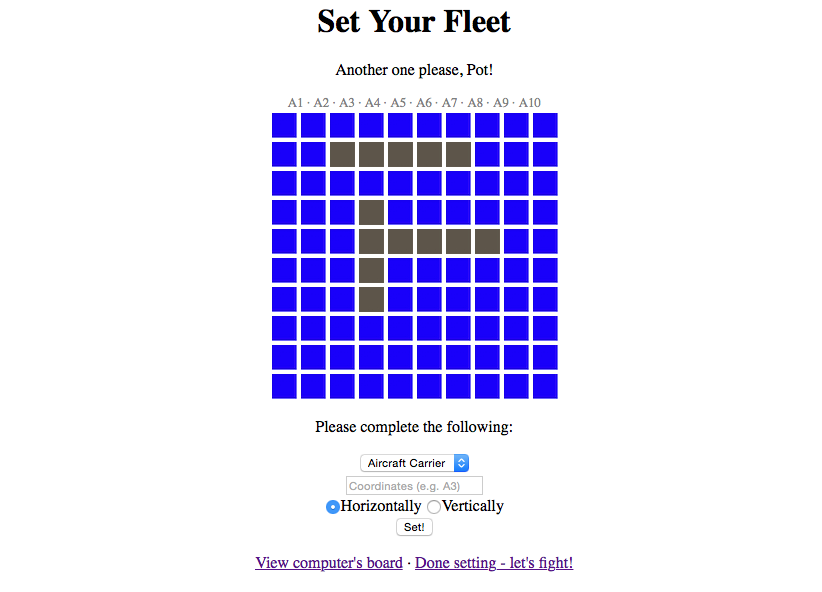 Set Your Fleet
Another one please, Pot!
A1 · A2 · A3 · A4 · A5 · A6 · A7 · A8 · A9 · A10
Please complete the following:
Aircraft Carrier
Coordinates (e.g. A3)
Horizontally Vertically
Set!
View computer's board · Done setting - let's fight!